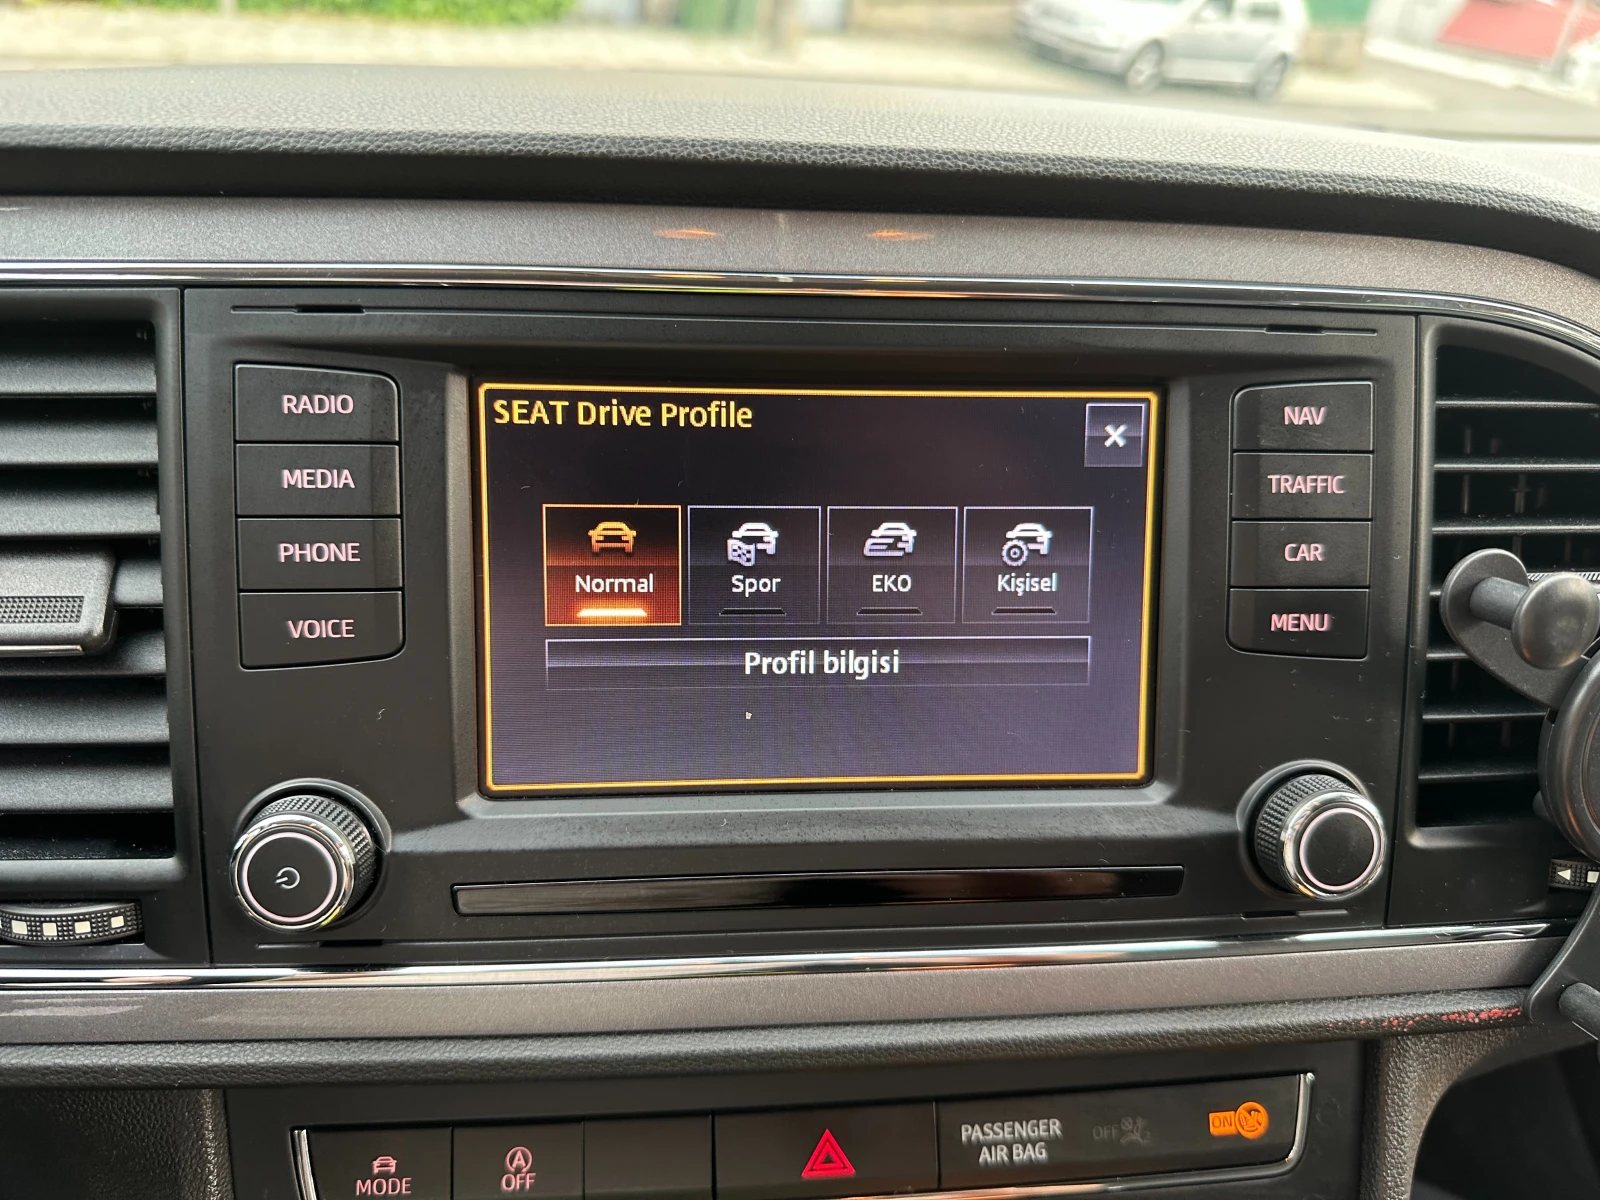 RADIO
MEDIA
PHONE
VOICE
SEAT Drive Profile
×
Normal
Spor
EKO
Kişisel
Profil bilgisi
NAV
TRAFFIC
CAR
MENU
MODE
A
OFF
PASSENGER
AIR BAG
OFF
ON